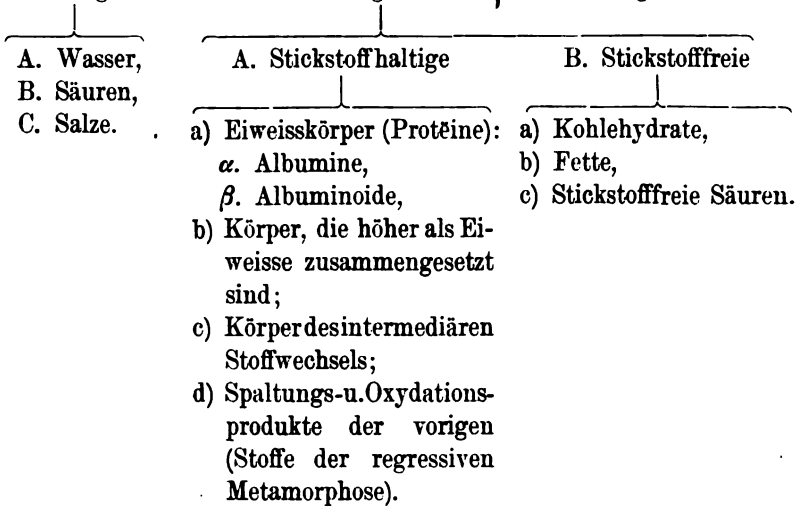 A. Wasser,
B. Säuren,
C. Salze.
A. Stickstoffhaltige
a) Eiweisskörper (Protëine):
α. Albumine,
β. Albuminoide,
b) Körper, die höher als Ei-
weisse zusammengesetzt
sind;
c) Körper des intermediären
Stoffwechsels;
d) Spaltungs-u. Oxydations-
produkte der vorigen
(Stoffe der regressiven
Metamorphose).
B. Stickstofffreie
a) Kohlehydrate,
b) Fette,
c) Stickstofffreie Säuren.